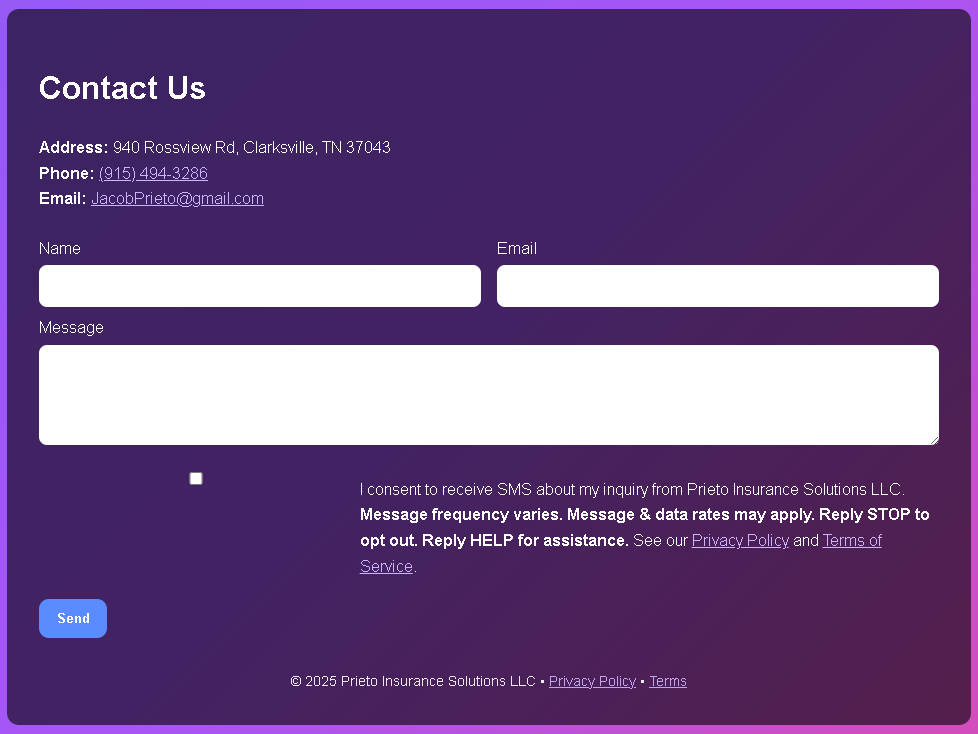 Contact Us
Address: 940 Rossview Rd, Clarksville, TN 37043
Phone: (915) 494-3286
Email: JacobPrieto@gmail.com
Name
Email
Message
I consent to receive SMS about my inquiry from Prieto Insurance Solutions LLC.
Message frequency varies. Message & data rates may apply. Reply STOP to
opt out. Reply HELP for assistance. See our Privacy Policy and Terms of
Service.
Send
© 2025 Prieto Insurance Solutions LLC • Privacy Policy • Terms